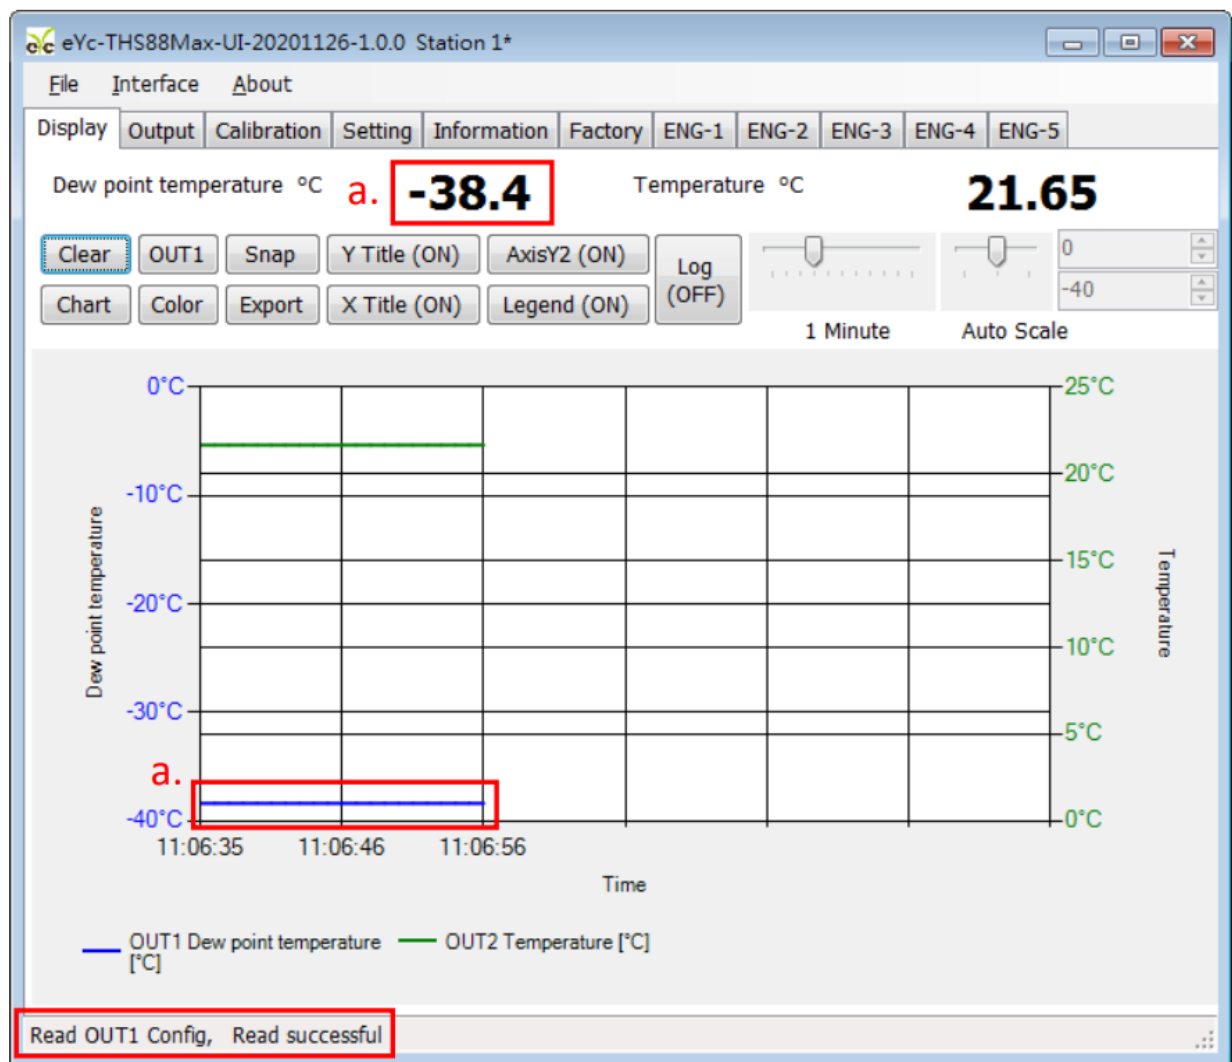 eyc eYc-THS88Max-UI-20201126-1.0.0 Station 1*
File Interface About
Display Output Calibration Setting Information Factory ENG-1 ENG-2 ENG-3 ENG-4 ENG-5
Dew point temperature °C a. -38.4 Temperature °C 21.65
Clear OUT1 Snap Y Title (ON) AxisY2 (ON) Log (OFF) 0
Chart Color Export X Title (ON) Legend (ON) -40
1 Minute Auto Scale
0°C 25°C
20°C
-10°C
15°C
-20°C
10°C
-30°C
5°C
a.
-40°C 0°C
Dew point temperature
Temperature
11:06:35 11:06:46 11:06:56
Time
OUT1 Dew point temperature OUT2 Temperature [°C]
[°C]
Read OUT1 Config, Read successful